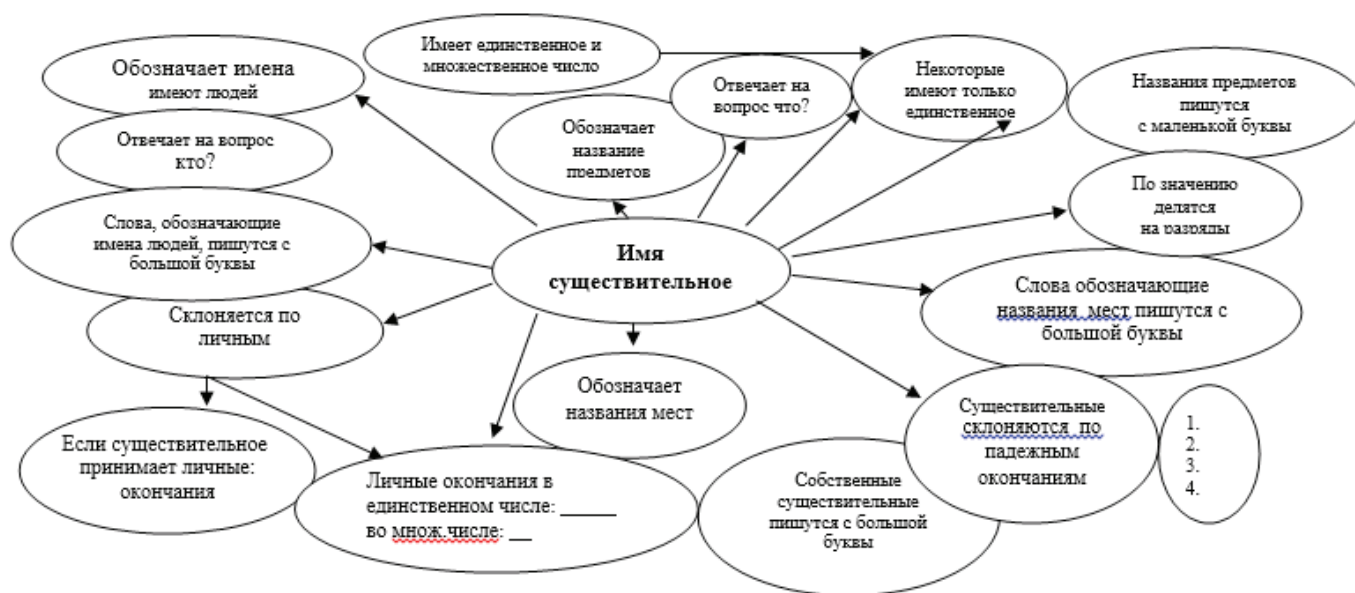 Имеет единственное и
множественное число
Обозначает имена
имеют людей
Отвечает на
вопрос что?
Некоторые
имеют только
единственное
Названия предметов
пишутся
с маленькой буквы
Отвечает на вопрос
кто?
Обозначает
название
предметов
По значению
делятся
на разряды
Слова, обозначающие
имена людей, пишутся с
большой буквы
Имя
существительное
Слова обозначающие
названия мест пишутся с
большой буквы
Склоняется по
личным
Обозначает
названия мест
Существительные
склоняются по
падежным
окончаниям
1.
2.
3.
4.
Если существительное
принимает личные:
окончания
Личные окончания в
единственном числе: _____
во множ.числе: __
Собственные
существительные
пишутся с большой
буквы